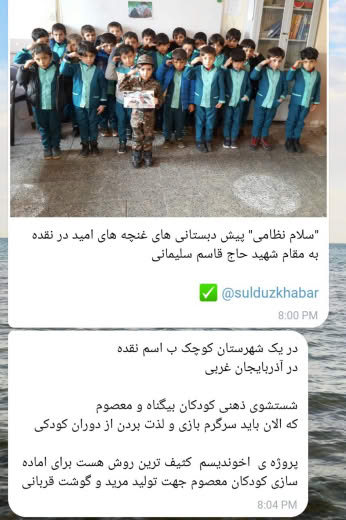 "سلام نظامی" پیش دبستانی های غنچه های امید در نقده
به مقام شهید حاج قاسم سلیمانی
✅ @sulduzkhabar
8:00 PM
در یک شهرستان کوچک ب اسم نقده
در آذربایجان غربی
شستشوی ذهنی کودکان بیگناه و معصوم
که الان باید سرگرم بازی و لذت بردن از دوران کودکی
پروژه ی اخوندیسم کثیف ترین روش هست برای اماده
سازی کودکان معصوم جهت تولید مرید و گوشت قربانی
8:04 PM